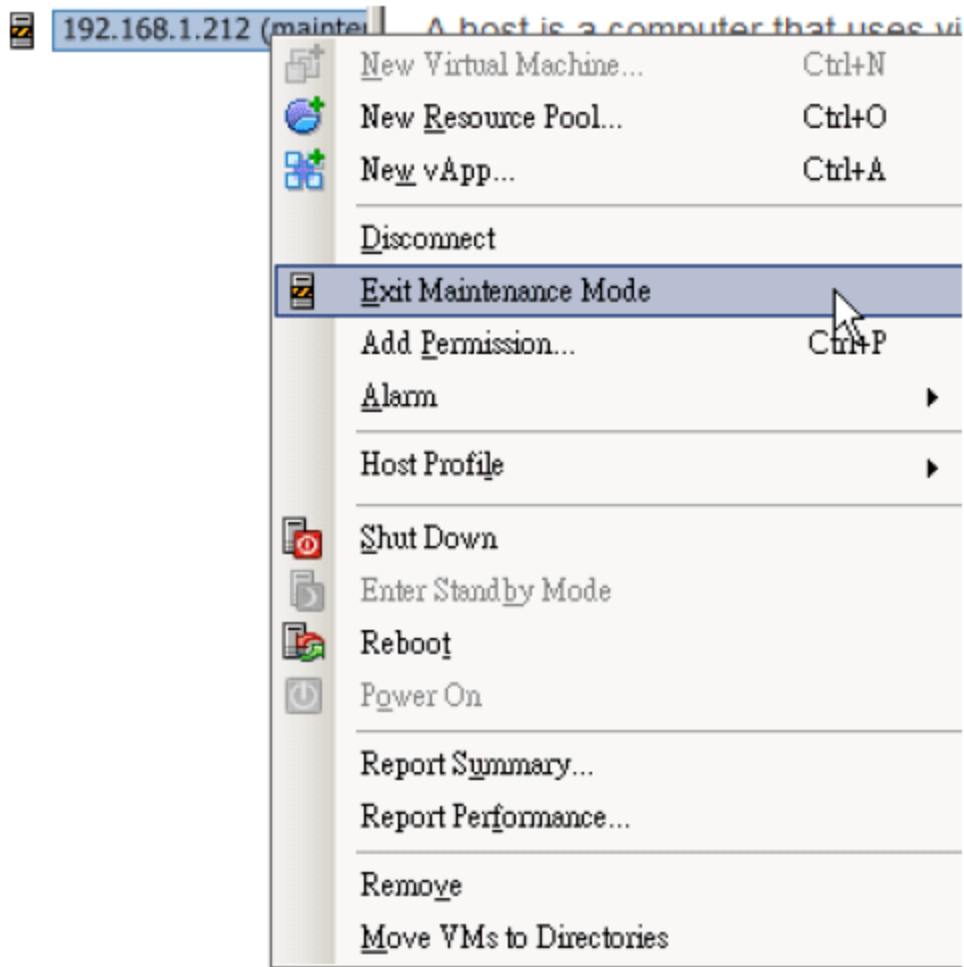 192.168.1.212 (mainte
A host is a computer that uses vi
New Virtual Machine... Ctrl+N
New Resource Pool... Ctrl+O
New vApp... Ctrl+A
Disconnect
Exit Maintenance Mode
Add Permission... Ctrl+P
Alarm
Host Profile
Shut Down
Enter Standby Mode
Reboot
Power On
Report Summary...
Report Performance...
Remove
Move VMs to Directories